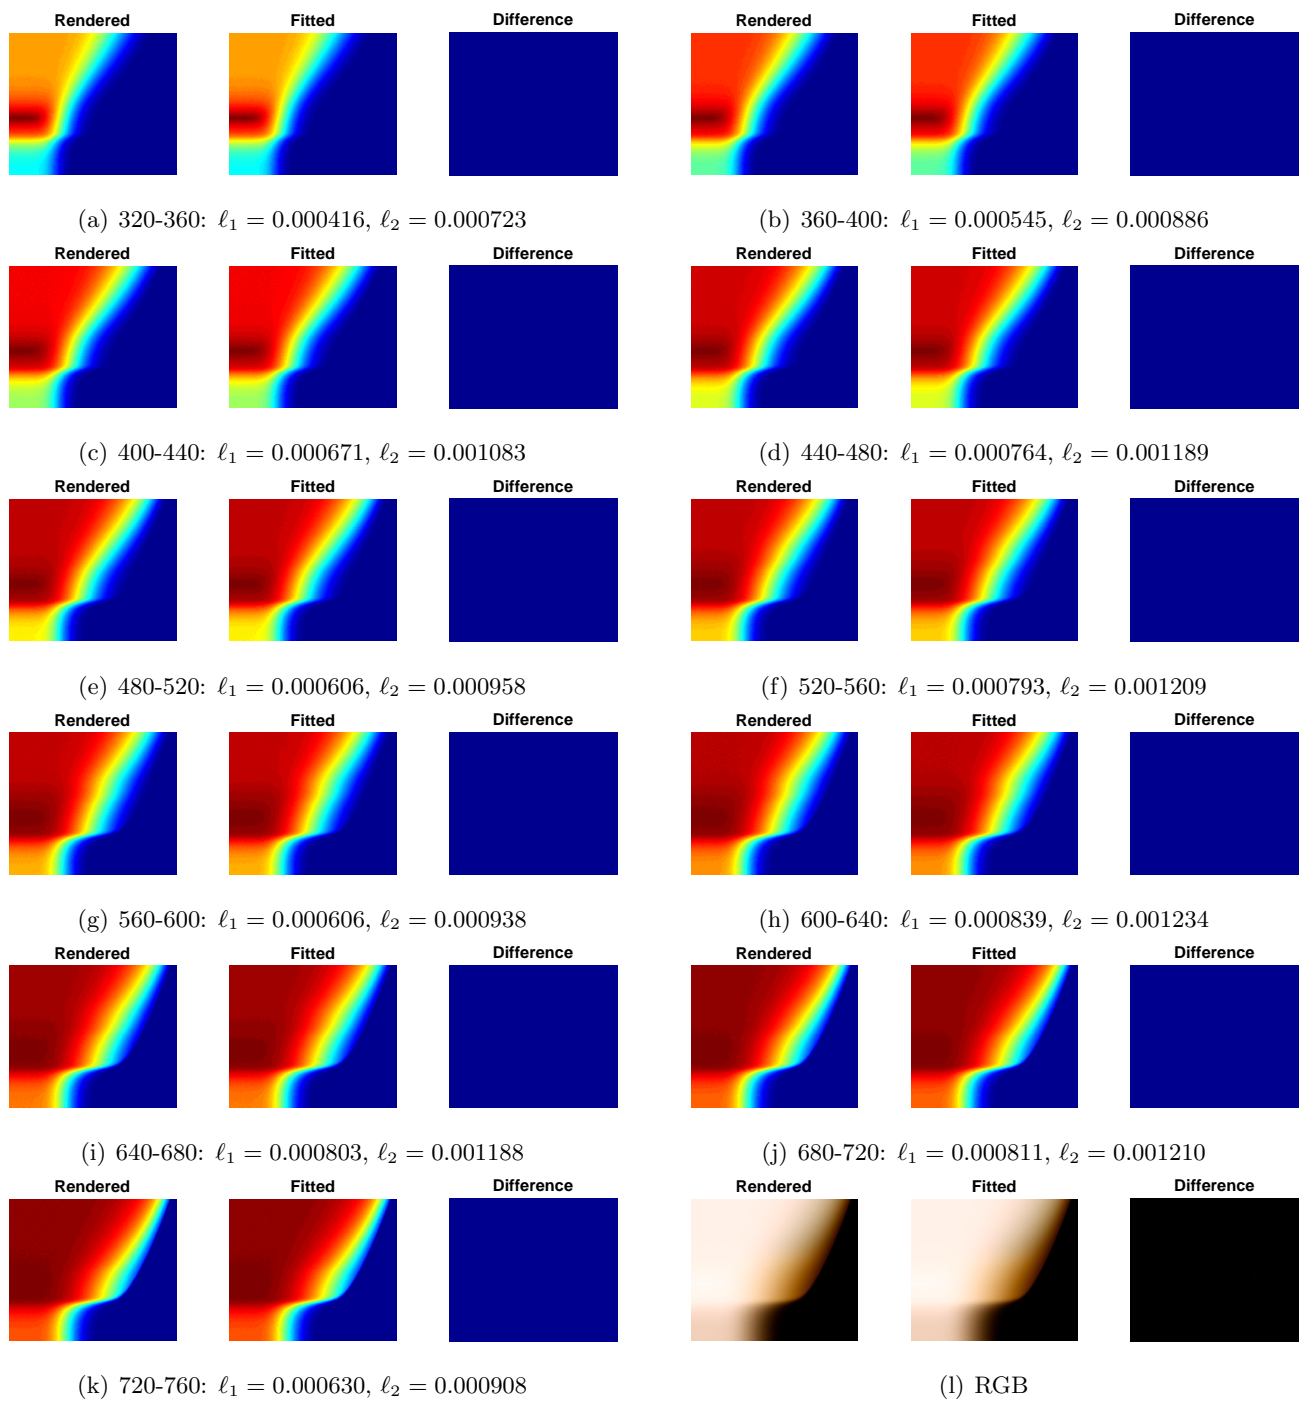 Rendered Fitted Difference Rendered Fitted Difference
(a) 320-360: ℓ1 = 0.000416, ℓ2 = 0.000723 (b) 360-400: ℓ1 = 0.000545, ℓ2 = 0.000886
Rendered Fitted Difference Rendered Fitted Difference
(c) 400-440: ℓ1 = 0.000671, ℓ2 = 0.001083 (d) 440-480: ℓ1 = 0.000764, ℓ2 = 0.001189
Rendered Fitted Difference Rendered Fitted Difference
(e) 480-520: ℓ1 = 0.000606, ℓ2 = 0.000958 (f) 520-560: ℓ1 = 0.000793, ℓ2 = 0.001209
Rendered Fitted Difference Rendered Fitted Difference
(g) 560-600: ℓ1 = 0.000606, ℓ2 = 0.000938 (h) 600-640: ℓ1 = 0.000839, ℓ2 = 0.001234
Rendered Fitted Difference Rendered Fitted Difference
(i) 640-680: ℓ1 = 0.000803, ℓ2 = 0.001188 (j) 680-720: ℓ1 = 0.000811, ℓ2 = 0.001210
Rendered Fitted Difference Rendered Fitted Difference
(k) 720-760: ℓ1 = 0.000630, ℓ2 = 0.000908 (l) RGB